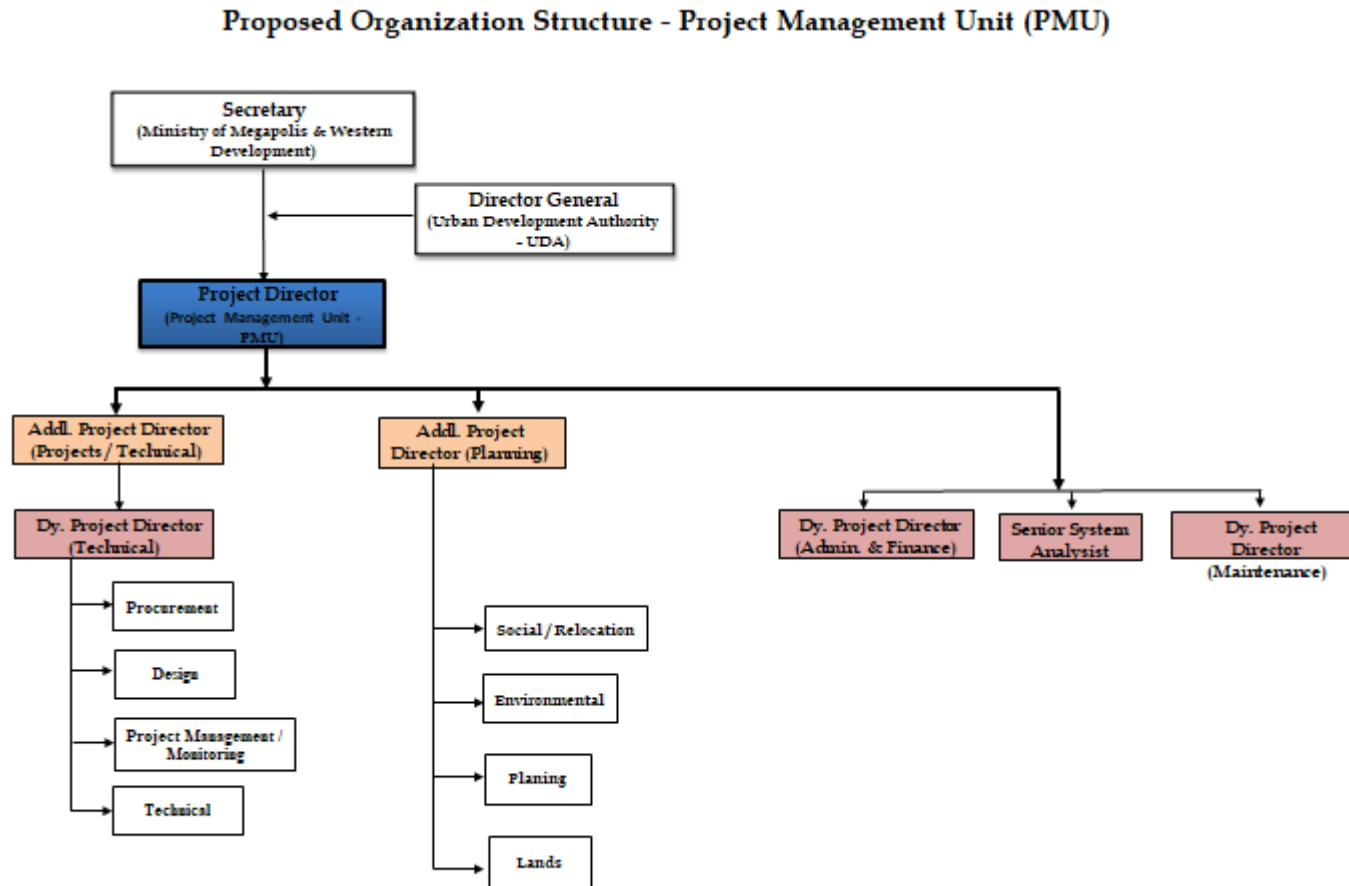 Proposed Organization Structure - Project Management Unit (PMU)
Secretary
(Ministry of Megapolis & Western
Development)
Director General
(Urban Development Authority
- UDA)
Project Director
(Project Management Unit -
PMU)
Addl. Project Director
(Projects / Technical)
Addl. Project
Director (Planning)
Dy. Project Director
(Technical)
Dy. Project Director
(Admin. & Finance)
Senior System
Analysist
Dy. Project
Director
(Maintenance)
Procurement
Design
Project Management /
Monitoring
Technical
Social / Relocation
Environmental
Planing
Lands